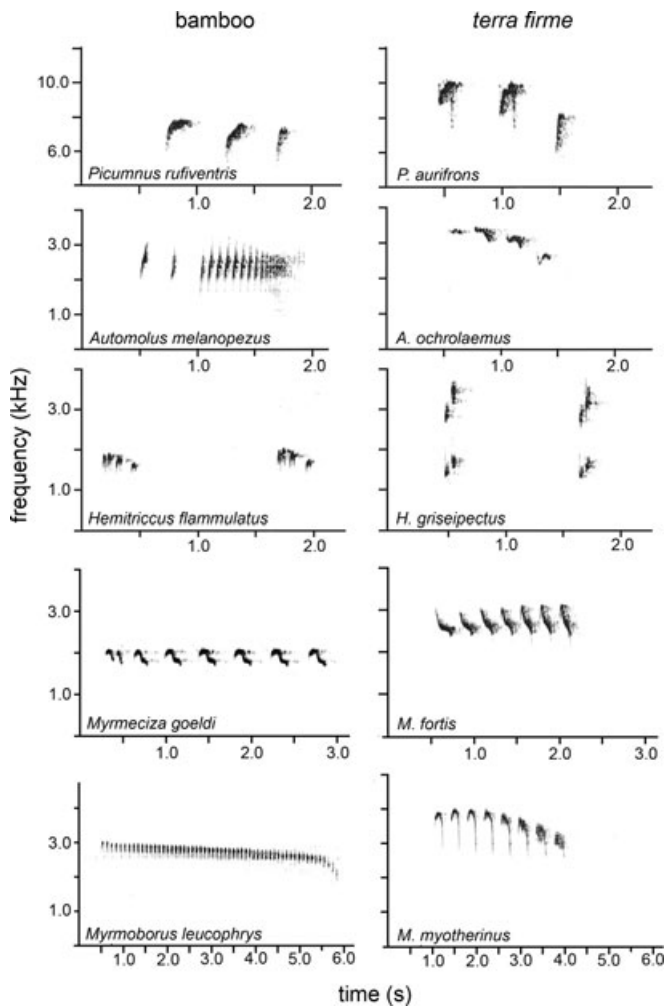 bamboo terra firme
10.0
6.0
Picumnus rufiventris P. aurifrons
1.0 2.0 1.0 2.0
3.0
1.0
Automolus melanopezus A. ochrolaemus
1.0 2.0 1.0 2.0
frequency (kHz)
3.0
1.0
Hemitriccus flammulatus H. griseipectus
1.0 2.0 1.0 2.0
3.0
1.0
Myrmeciza goeldi M. fortis
1.0 2.0 3.0 1.0 2.0 3.0
3.0
1.0
Myrmoborus leucophrys M. myotherinus
1.0 2.0 3.0 4.0 5.0 6.0 1.0 2.0 3.0 4.0 5.0 6.0
time (s)